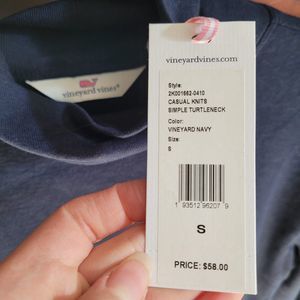 vineyard vines®
vineyardvines.com
Style:
2K001662-0410
CASUAL KNITS
SIMPLE TURTLENECK
Color:
VINEYARD NAVY
Size:
S
1 93512 96207 9
S
PRICE: $58.00